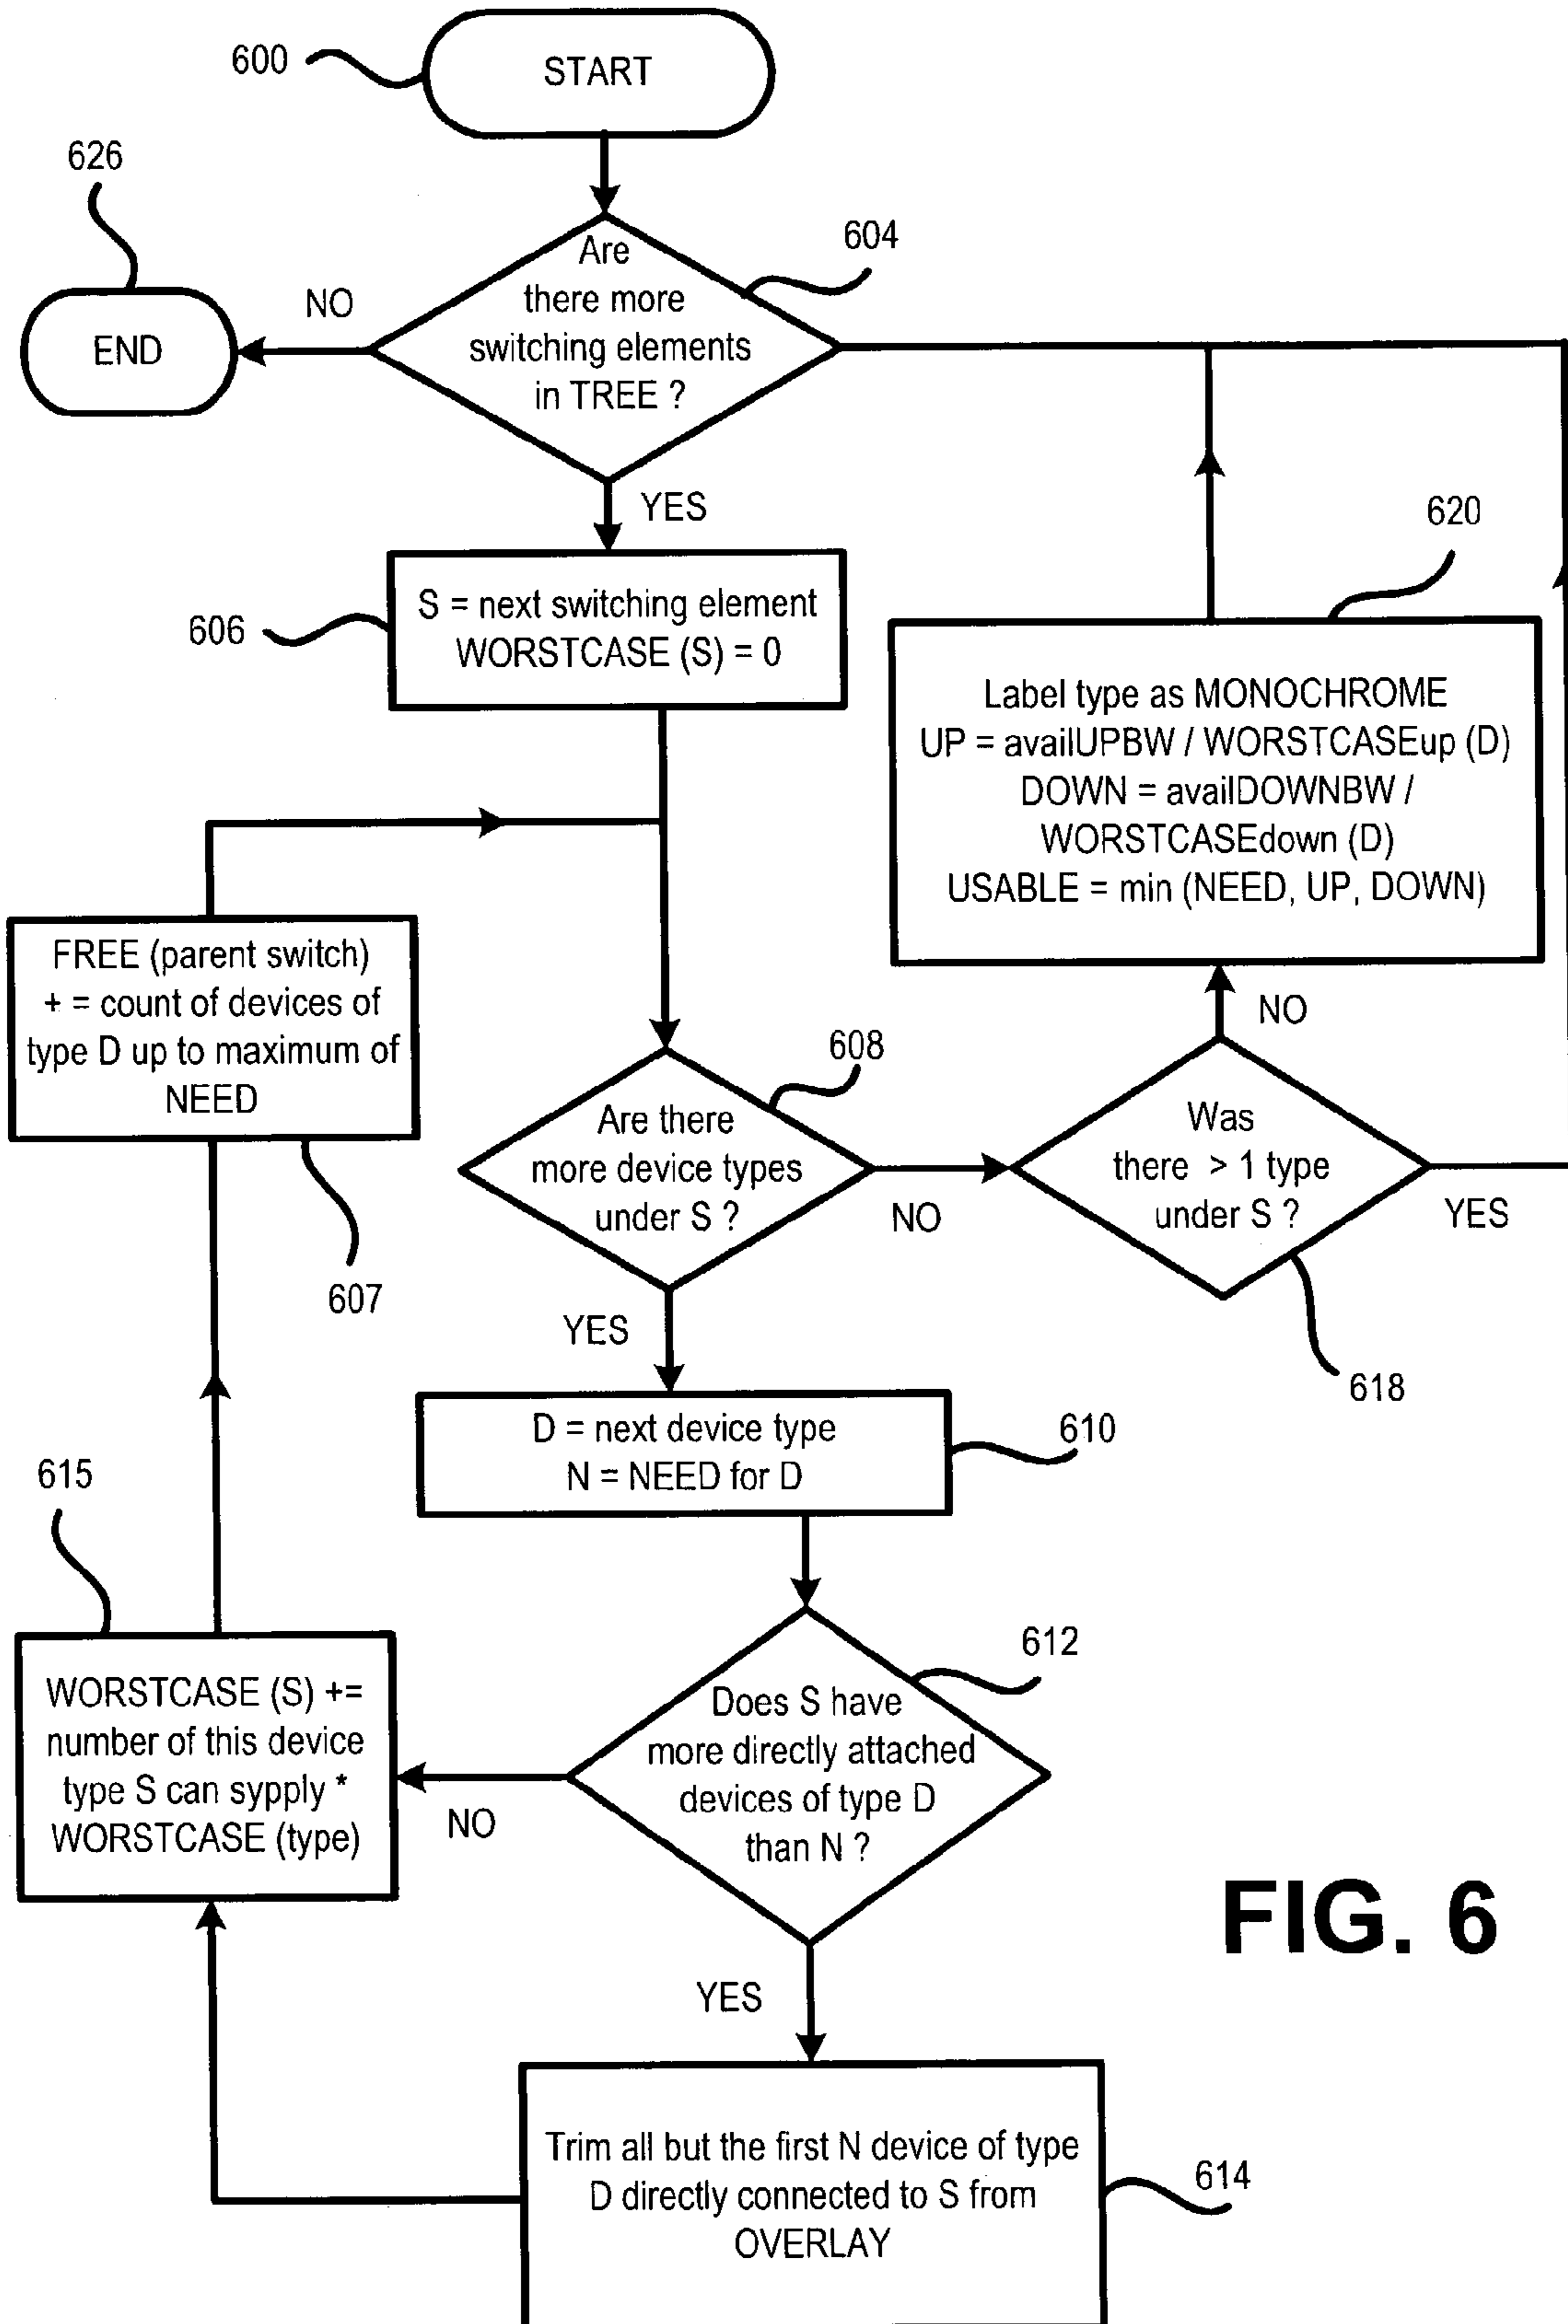 600
START
626
604
Are
there more
switching elements
in TREE ?
NO
END
YES
620
606
S = next switching element
WORSTCASE (S) = 0
Label type as MONOCHROME
UP = availUPBW / WORSTCASEup (D)
DOWN = availDOWNBW /
WORSTCASEdown (D)
USABLE = min (NEED, UP, DOWN)
FREE (parent switch)
+ = count of devices of
type D up to maximum of
NEED
607
608
Are there
more device types
under S ?
NO
NO
Was
there > 1 type
under S ?
YES
618
YES
D = next device type
N = NEED for D
610
615
612
Does S have
more directly attached
devices of type D
than N ?
NO
WORSTCASE (S) +=
number of this device
type S can sypply *
WORSTCASE (type)
YES
FIG. 6
Trim all but the first N device of type
D directly connected to S from
OVERLAY
614